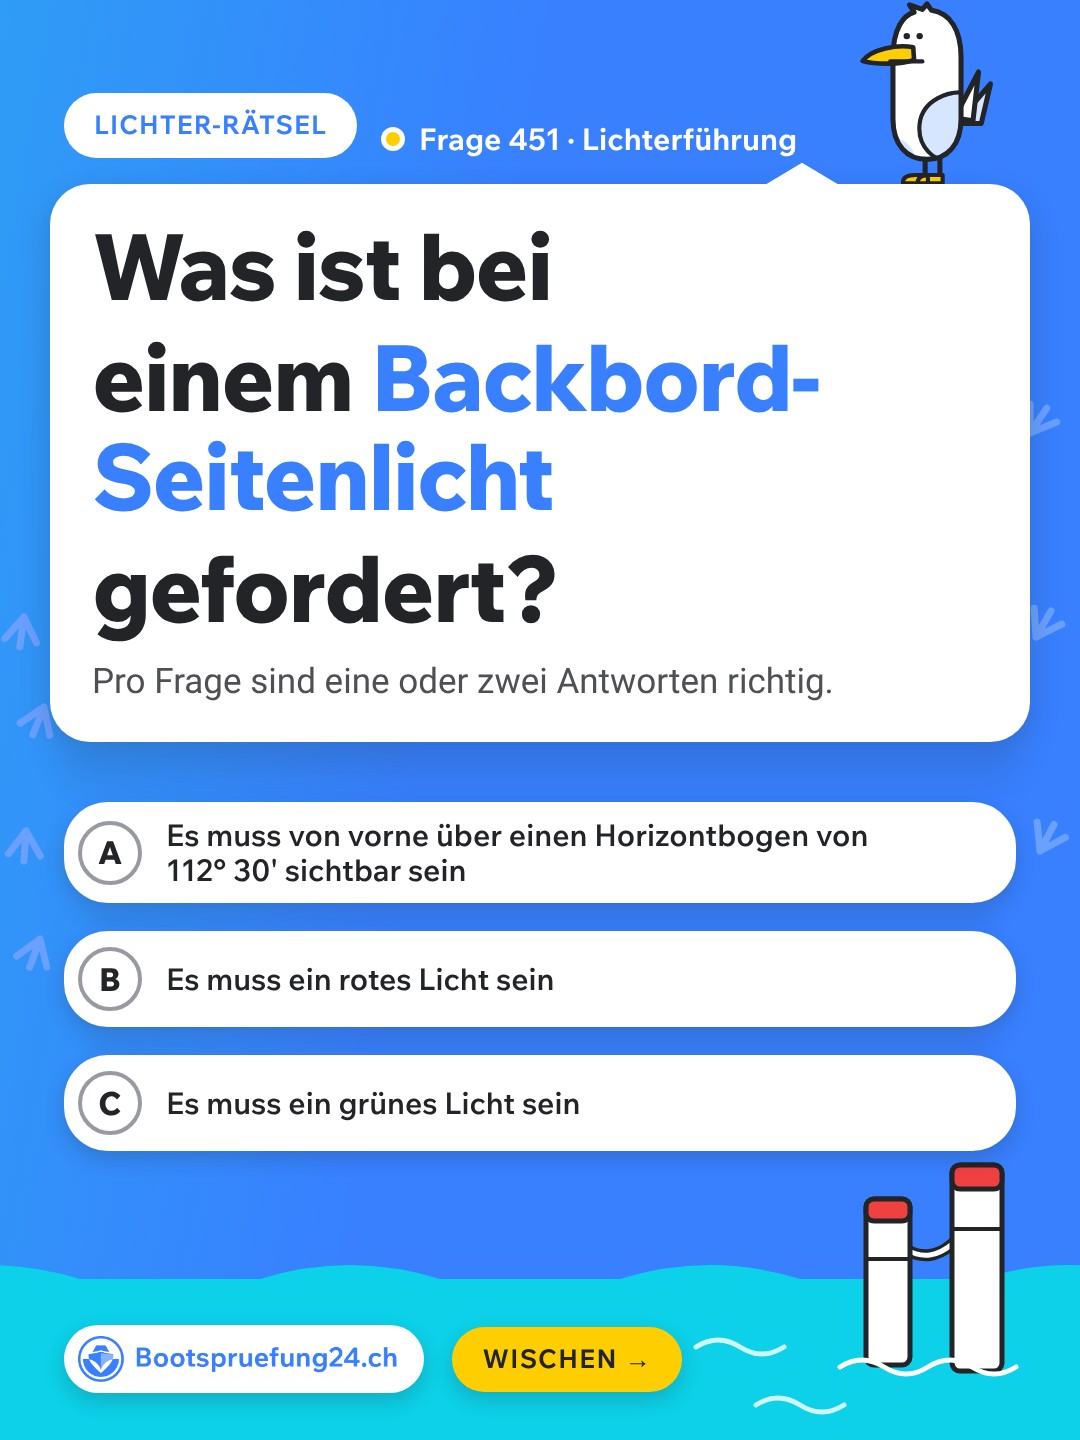 LICHTER-RÄTSEL
Frage 451 · Lichterführung
Was ist bei
einem Backbord-
Seitenlicht
gefordert?
Pro Frage sind eine oder zwei Antworten richtig.
A
Es muss von vorne über einen Horizontbogen von
112° 30' sichtbar sein
B
Es muss ein rotes Licht sein
C
Es muss ein grünes Licht sein
Bootspruefung24.ch
WISCHEN →